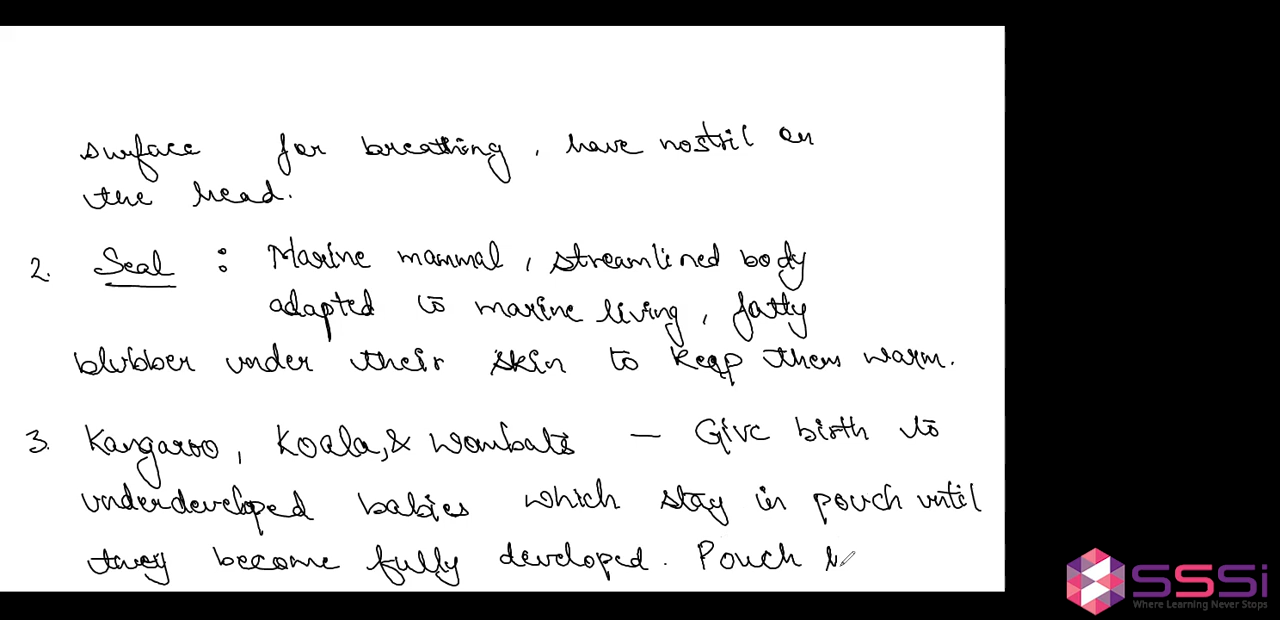 surface for breathing, have nostril on
the head.
2. Seal : Marine mammal, streamlined body
adapted to marine living, fatty
blubber under their skin to keep them warm.
3. Kangaroo, Koala, & Wombats — Give birth to
underdeveloped babies which stay in pouch until
they become fully developed. Pouch
SSSi
Where Learning Never Stops